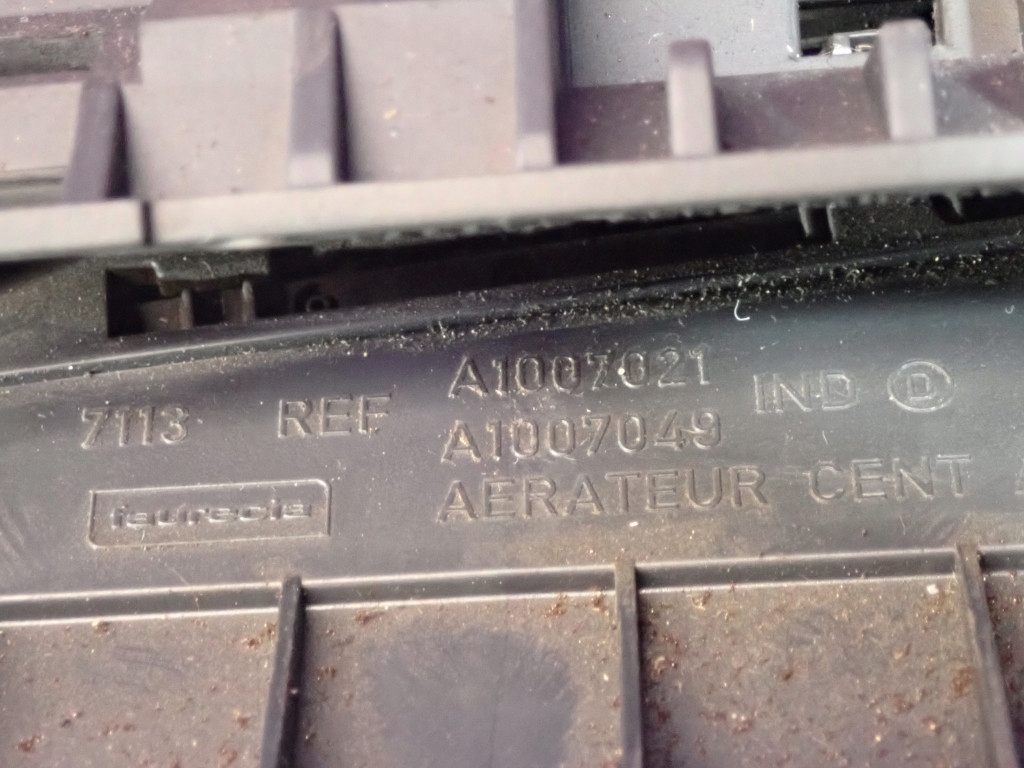 A1007021 IND D
7113 REF A1007049
faurecia AERATEUR CENT